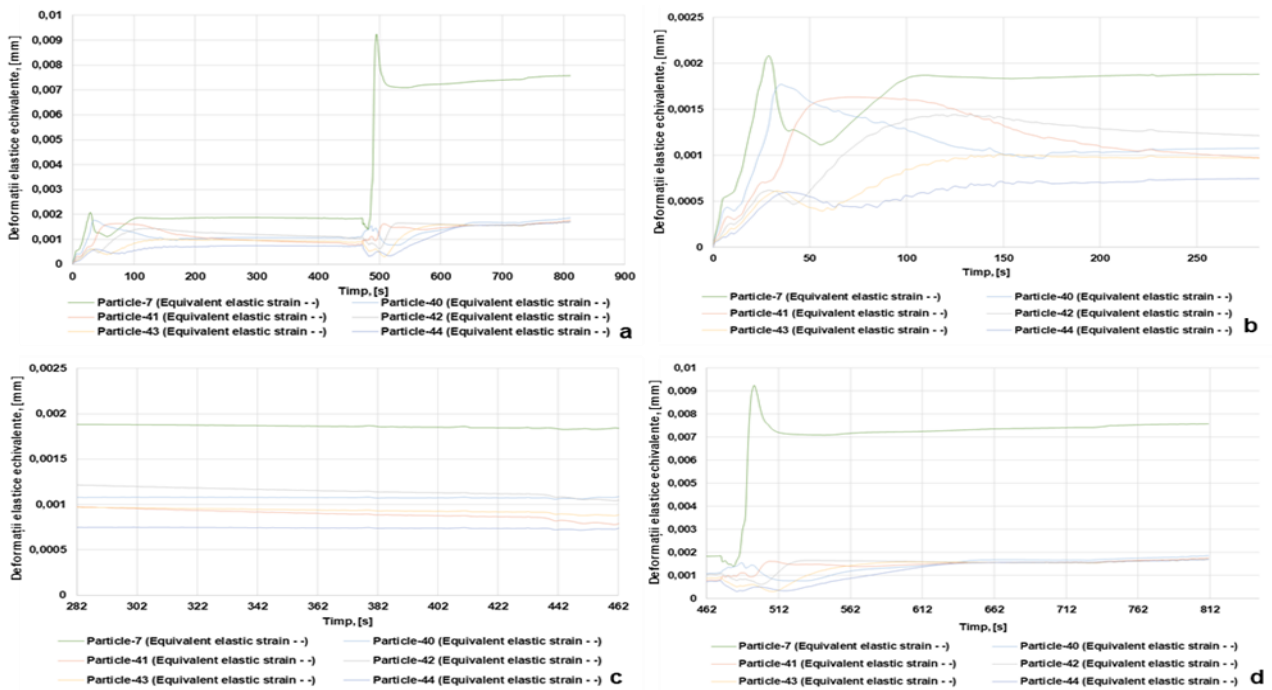 Deformații elastice echivalente, [mm]
0,01
0,009
0,008
0,007
0,006
0,005
0,004
0,003
0,002
0,001
0
0 100 200 300 400 500 600 700 800 900
Timp, [s]
Particle-7 (Equivalent elastic strain - -) Particle-40 (Equivalent elastic strain - -)
Particle-41 (Equivalent elastic strain - -) Particle-42 (Equivalent elastic strain - -)
Particle-43 (Equivalent elastic strain - -) Particle-44 (Equivalent elastic strain - -)
a
Deformații elastice echivalente, [mm]
0,0025
0,002
0,0015
0,001
0,0005
0
0 50 100 150 200 250
Timp, [s]
Particle-7 (Equivalent elastic strain - -) Particle-40 (Equivalent elastic strain - -)
Particle-41 (Equivalent elastic strain - -) Particle-42 (Equivalent elastic strain - -)
Particle-43 (Equivalent elastic strain - -) Particle-44 (Equivalent elastic strain - -)
b
Deformații elastice echivalente, [mm]
0,0025
0,002
0,0015
0,001
0,0005
0
282 302 322 342 362 382 402 422 442 462
Timp, [s]
Particle-7 (Equivalent elastic strain - -) Particle-40 (Equivalent elastic strain - -)
Particle-41 (Equivalent elastic strain - -) Particle-42 (Equivalent elastic strain - -)
Particle-43 (Equivalent elastic strain - -) Particle-44 (Equivalent elastic strain - -)
c
Deformații elastice echivalente, [mm]
0,01
0,009
0,008
0,007
0,006
0,005
0,004
0,003
0,002
0,001
0
462 512 562 612 662 712 762 812
Timp, [s]
Particle-7 (Equivalent elastic strain - -) Particle-40 (Equivalent elastic strain - -)
Particle-41 (Equivalent elastic strain - -) Particle-42 (Equivalent elastic strain - -)
Particle-43 (Equivalent elastic strain - -) Particle-44 (Equivalent elastic strain - -)
d